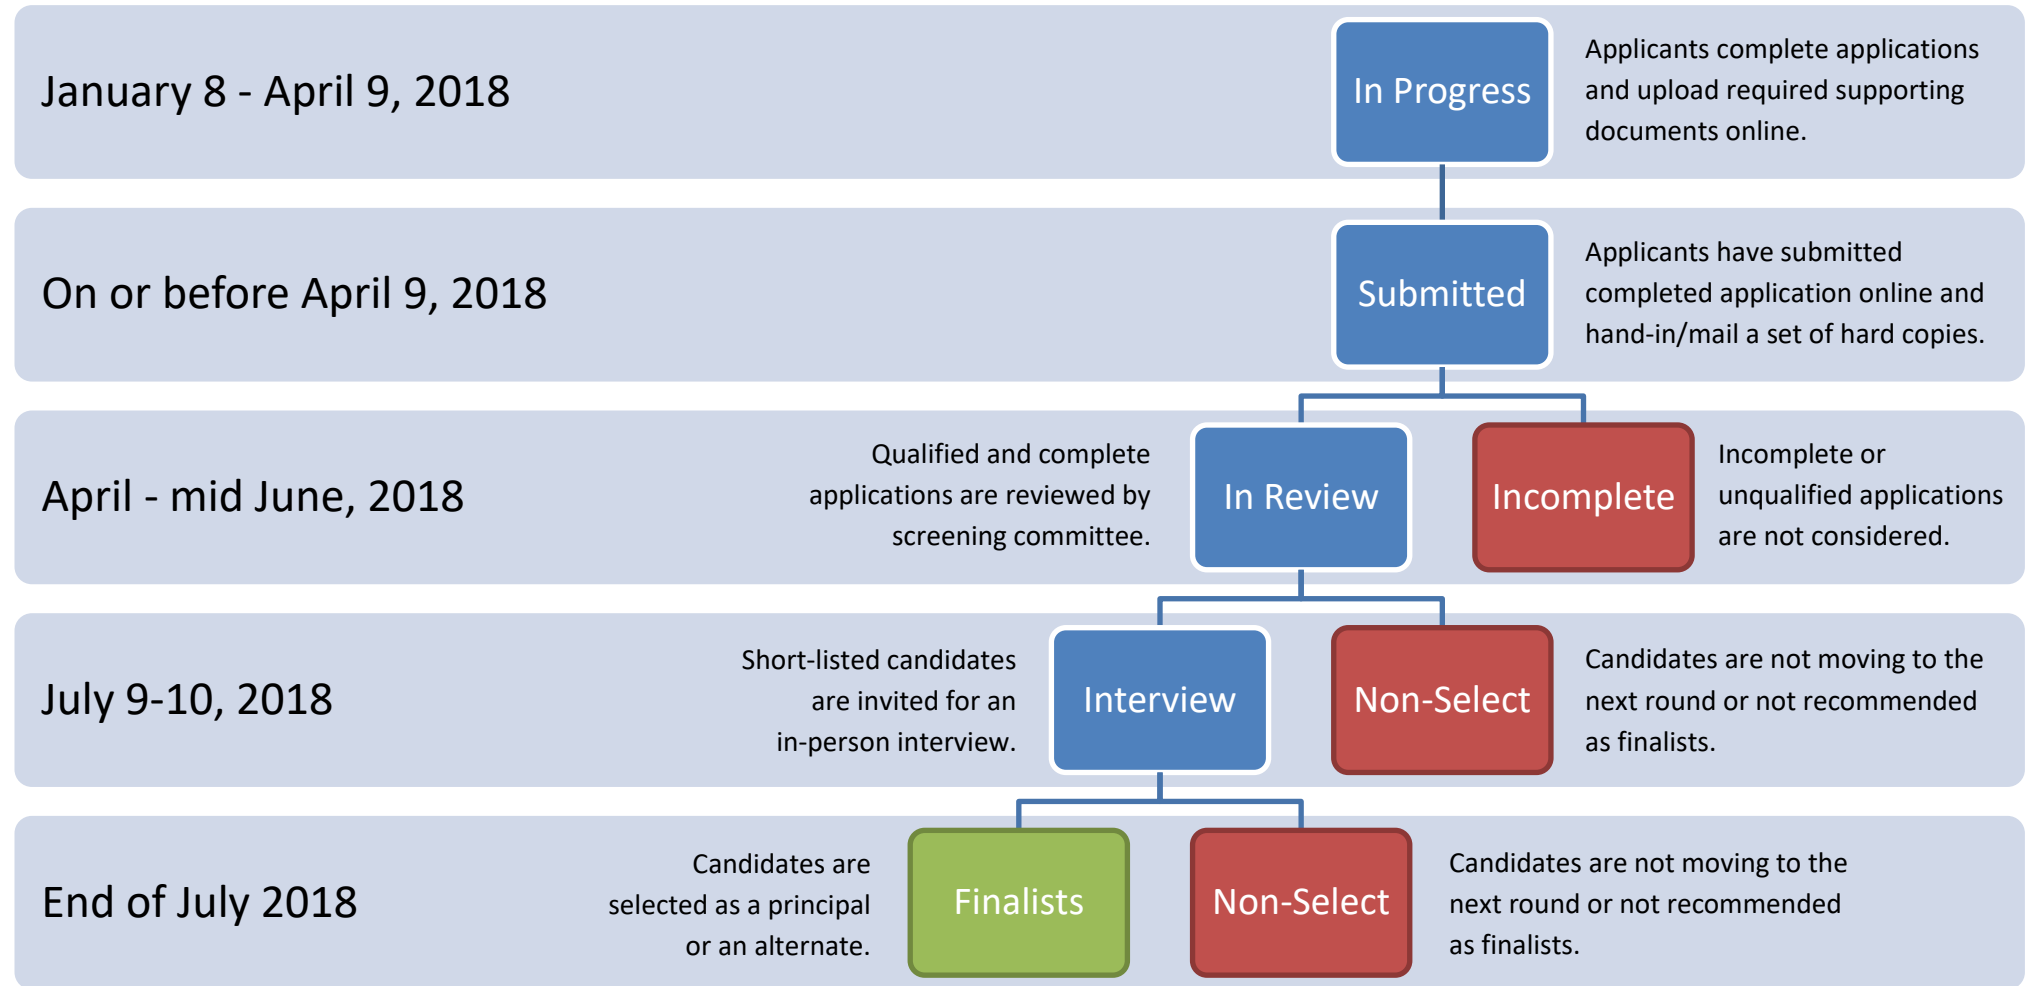 January 8 - April 9, 2018
In Progress
Applicants complete applications
and upload required supporting
documents online.
On or before April 9, 2018
Submitted
Applicants have submitted
completed application online and
hand-in/mail a set of hard copies.
April - mid June, 2018
Qualified and complete
applications are reviewed by
screening committee.
In Review
Incomplete
Incomplete or
unqualified applications
are not considered.
July 9-10, 2018
Short-listed candidates
are invited for an
in-person interview.
Interview
Non-Select
Candidates are not moving to the
next round or not recommended
as finalists.
End of July 2018
Candidates are
selected as a principal
or an alternate.
Finalists
Non-Select
Candidates are not moving to the
next round or not recommended
as finalists.